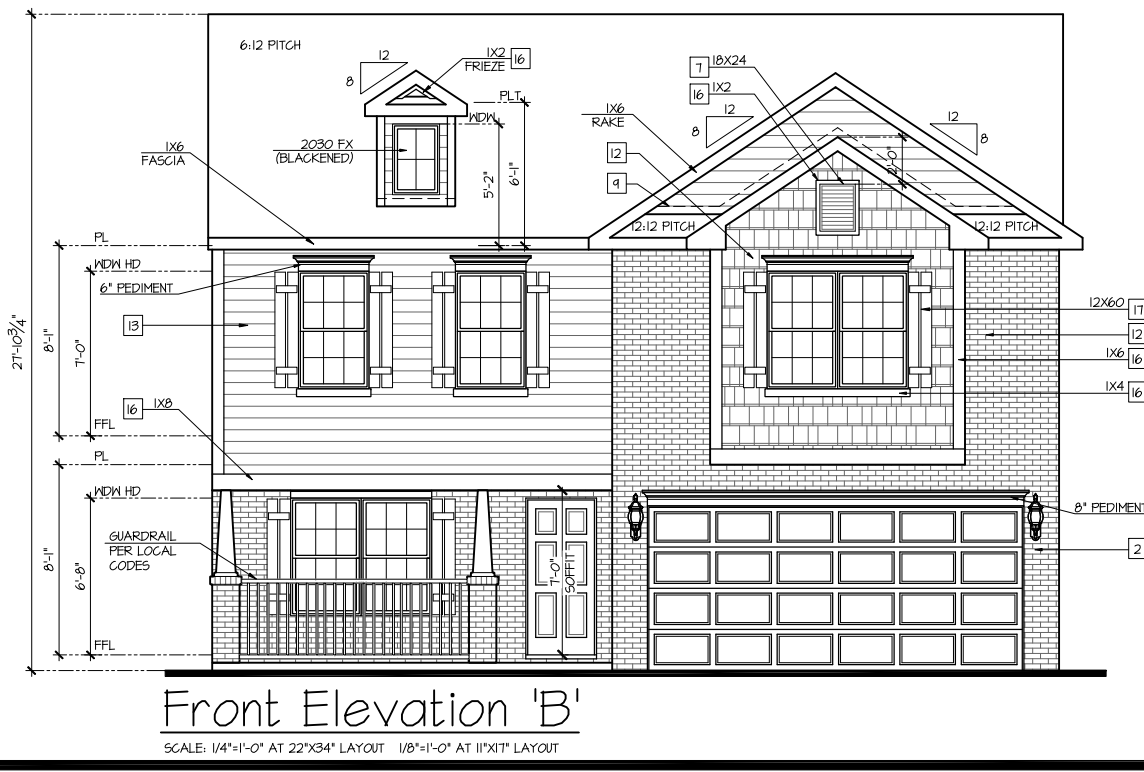 6:12 PITCH
12
8
1X2
FRIEZE
16
PLT
WDW
7
18X24
16
1X2
1X6
RAKE
12
8
12
8
1X6
FASCIA
2030 FX
(BLACKENED)
12
9
5'-2"
6'-1"
2'-0"
12:12 PITCH
12:12 PITCH
PL
WDW HD
6" PEDIMENT
13
27'-10 3/4"
8'-1"
7'-0"
12X60
17
12
1X6
16
1X4
16
16
1X8
FFL
PL
WDW HD
8" PEDIMENT
GUARDRAIL
PER LOCAL
CODES
8'-1"
6'-8"
7'-0"
SOFFIT
2
FFL
Front Elevation 'B'
SCALE: 1/4"=1'-0" AT 22"X34" LAYOUT 1/8"=1'-0" AT 11"X17" LAYOUT